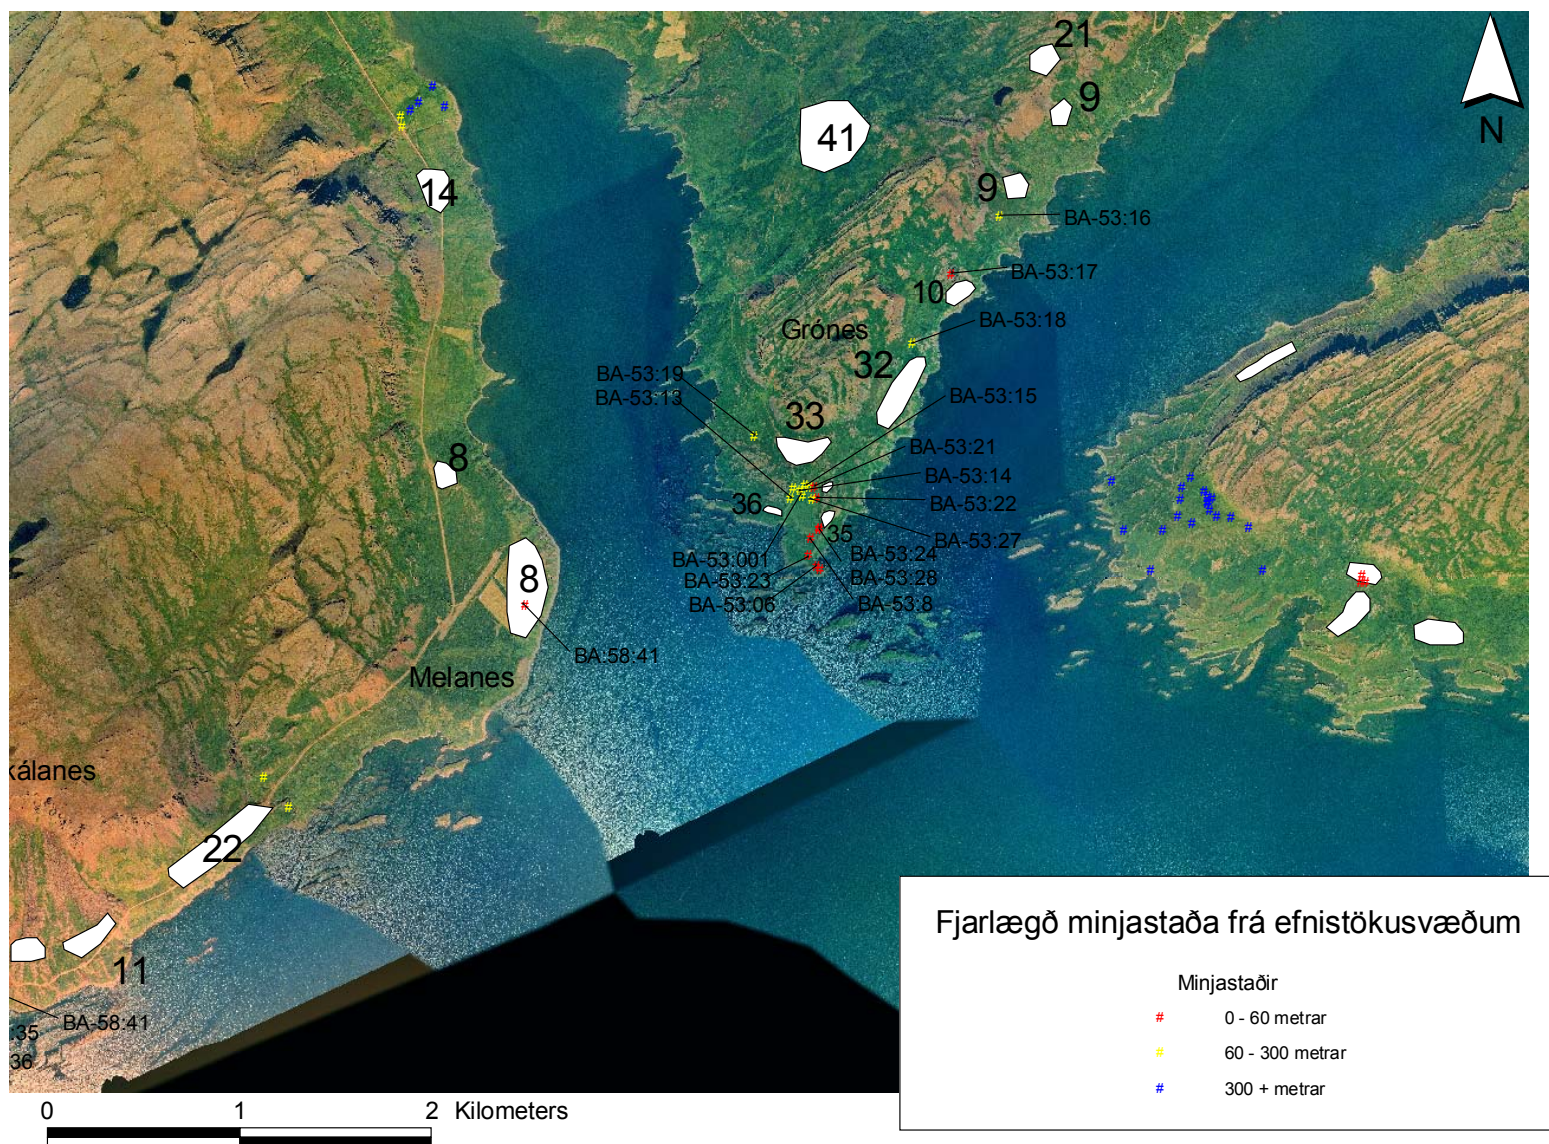 21
9
41
N
14
9
BA-53:16
BA-53:17
10
BA-53:18
Grónes
32
BA-53:19
BA-53:13
BA-53:15
33
BA-53:21
8
BA-53:14
36
BA-53:22
35
BA-53:27
BA-53:001
BA-53:24
BA-53:23
BA-53:28
8
BA-53:06
BA-53:8
BA:58:41
Melanes
kálanes
22
11
BA-58:41
:35
36
Fjarlægð minjastaða frá efnistökusvæðum
Minjastaðir
# 0 - 60 metrar
# 60 - 300 metrar
# 300 + metrar
0 1 2 Kilometers